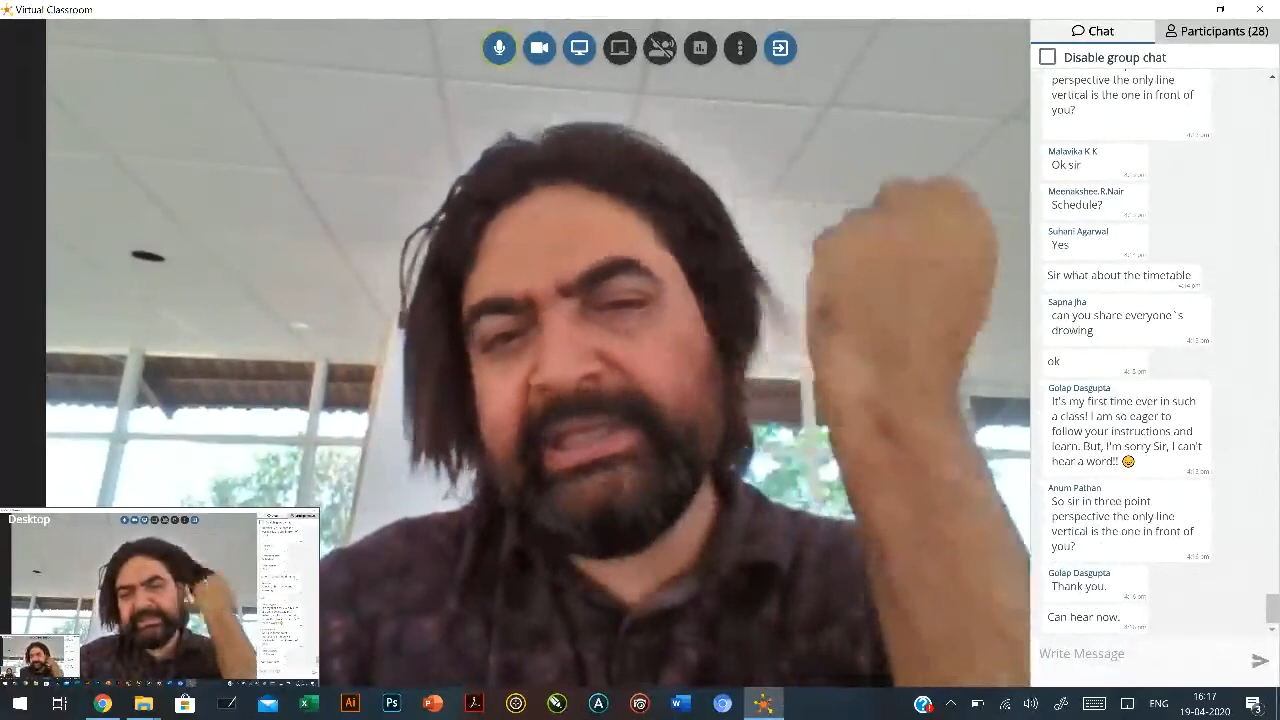 Virtual Classroom
Chat
Participants (28)
Disable group chat
perspective the only line
vertical is the one in front of
you?
Malavika K K
Ok sir
Meenakshee.R.Nair
Schedule?
Suhani Agarwal
Yes
Sir what about the timetable
Sapna Jha
can you share everyone`s
drowing
ok
Golap Dasgupta
It's my first time ever in such
a class! I am so eager to
follow your instructions and
learn. But, I'm sorry Sir, I can't
hear a word!!
Anum Pathan
So sir in three point
perspective the only line
vertical is the one in front of
you?
Golap Dasgupta
Thank you.
Can hear now.
Write Message
Desktop
Ai
Ps
ENG
16:17
19-04-2020